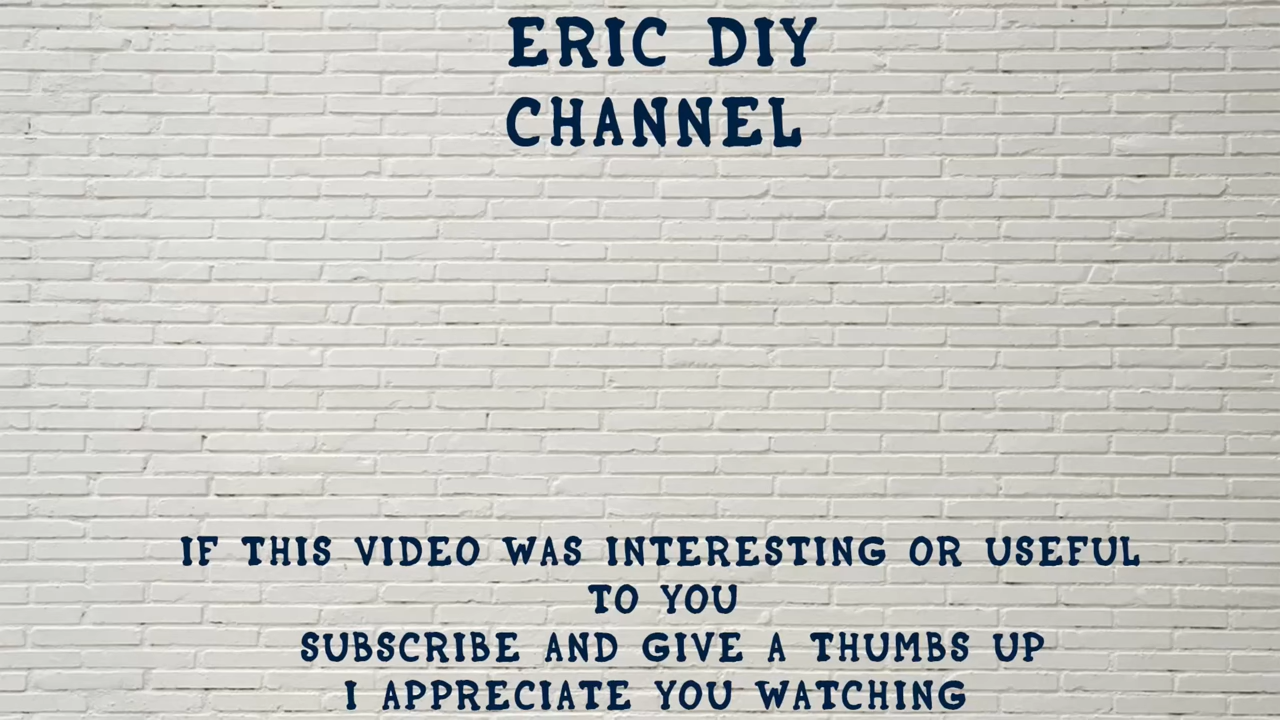 ERIC DIY
CHANNEL
IF THIS VIDEO WAS INTERESTING OR USEFUL
TO YOU
SUBSCRIBE AND GIVE A THUMBS UP
I APPRECIATE YOU WATCHING